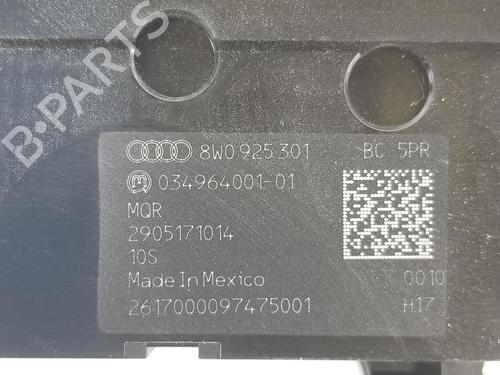 B-PARTS
8W0 925 301 BC 5PR
034964001-01
MQR
2905171014
10S
Made In Mexico 0010
2617000097475001 H17